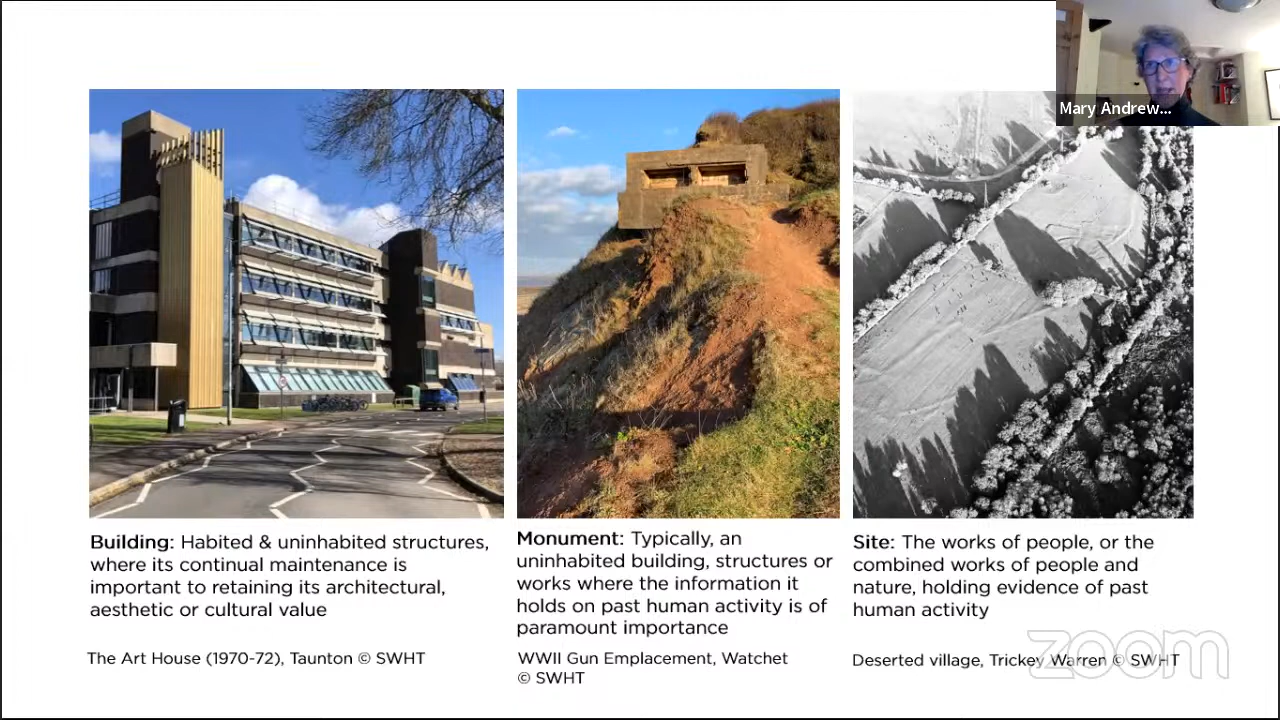 Mary Andrew...
Building: Habited & uninhabited structures,
where its continual maintenance is
important to retaining its architectural,
aesthetic or cultural value
The Art House (1970-72), Taunton © SWHT
Monument: Typically, an
uninhabited building, structures or
works where the information it
holds on past human activity is of
paramount importance
WWII Gun Emplacement, Watchet
© SWHT
Site: The works of people, or the
combined works of people and
nature, holding evidence of past
human activity
Deserted village, Trickey Warren © SWHT
zoom